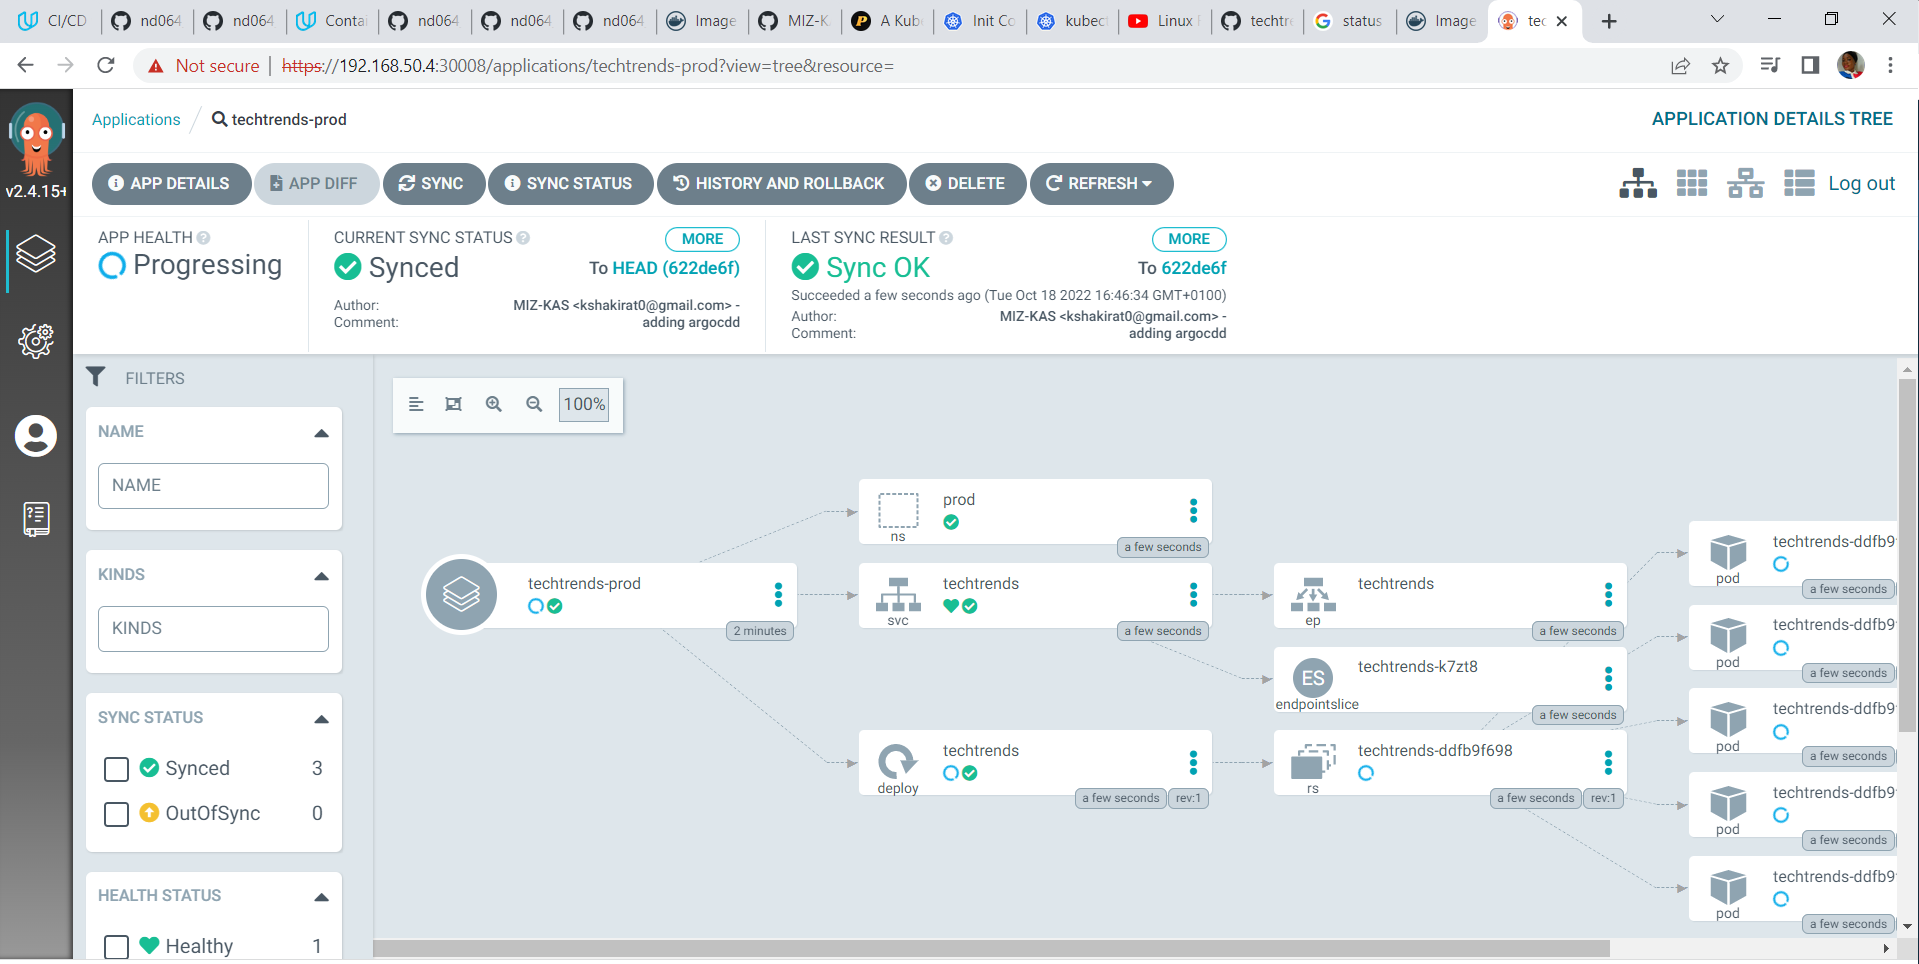 CI/CD
nd064
nd064
Contai
nd064
nd064
nd064
Image
MIZ-K
A Kub
Init Co
kubect
Linux
techtre
status
Image
tec
Not secure
https://192.168.50.4:30008/applications/techtrends-prod?view=tree&resource=
v2.4.15+
Applications
techtrends-prod
APPLICATION DETAILS TREE
APP DETAILS
APP DIFF
SYNC
SYNC STATUS
HISTORY AND ROLLBACK
DELETE
REFRESH
Log out
APP HEALTH
Progressing
CURRENT SYNC STATUS
MORE
Synced
To HEAD (622de6f)
Author:
MIZ-KAS <kshakirat0@gmail.com> -
Comment:
adding argocdd
LAST SYNC RESULT
MORE
Sync OK
To 622de6f
Succeeded a few seconds ago (Tue Oct 18 2022 16:46:34 GMT+0100)
Author:
MIZ-KAS <kshakirat0@gmail.com> -
Comment:
adding argocdd
FILTERS
NAME
NAME
KINDS
KINDS
SYNC STATUS
Synced 3
OutOfSync 0
HEALTH STATUS
Healthy 1
100%
techtrends-prod
2 minutes
prod
ns
a few seconds
techtrends
svc
a few seconds
techtrends
deploy
a few seconds
rev:1
techtrends
ep
a few seconds
ES
techtrends-k7zt8
endpointslice
a few seconds
techtrends-ddfb9f698
rs
a few seconds
rev:1
techtrends-ddfb9
pod
a few seconds
techtrends-ddfb9
pod
a few seconds
techtrends-ddfb9
pod
a few seconds
techtrends-ddfb9
pod
a few seconds
techtrends-ddfb9
pod
a few seconds